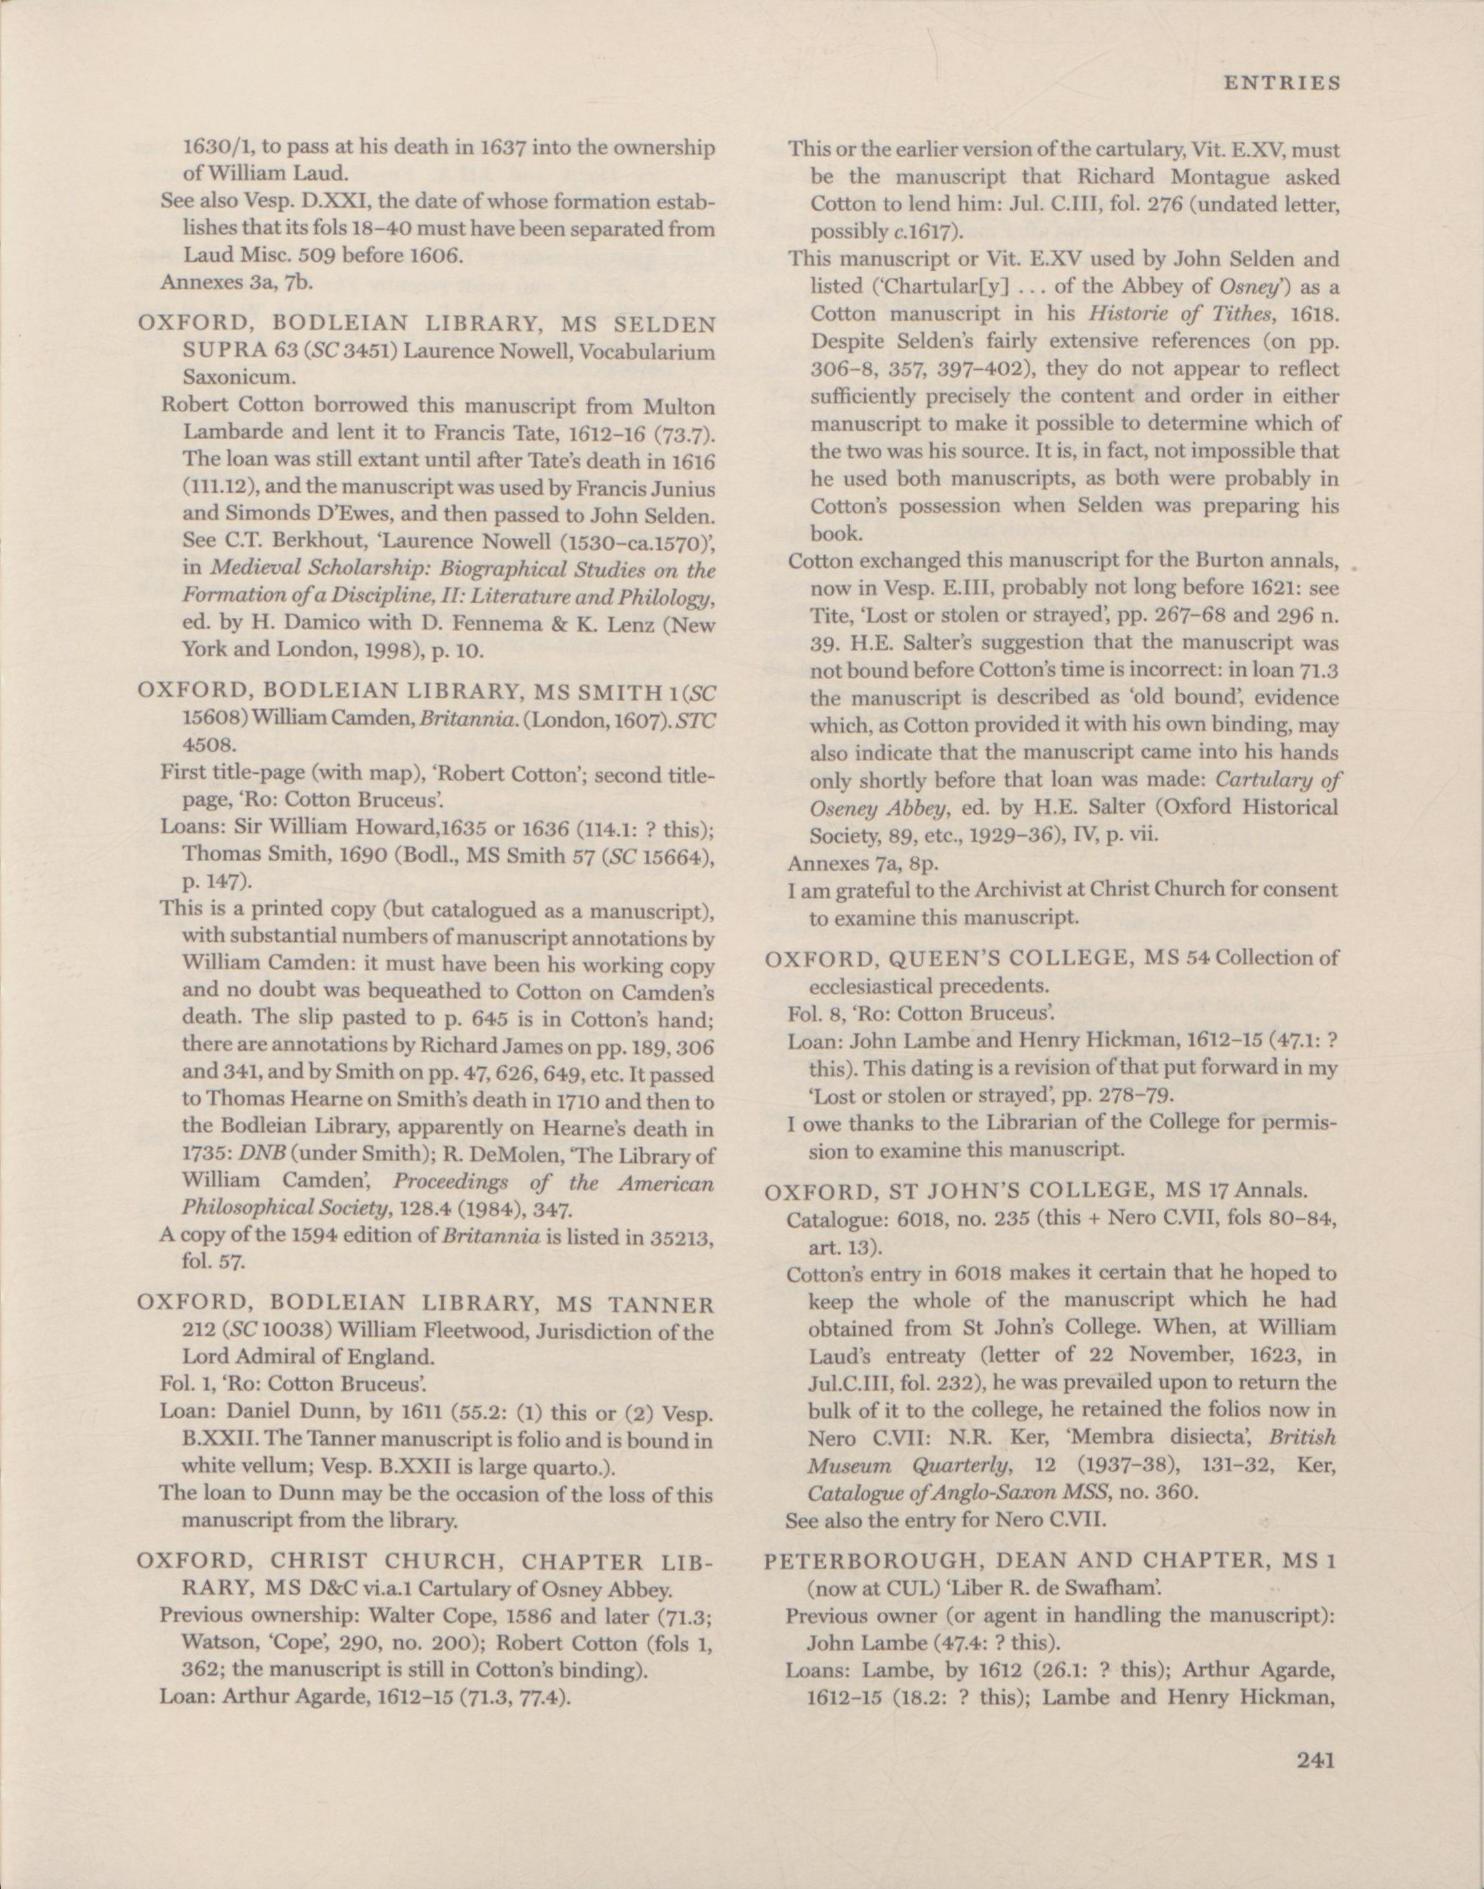 ENTRIES
1630/1, to pass at his death in 1637 into the ownership
of William Laud.
See also Vesp. D.XXI, the date of whose formation estab-
lishes that its fols 18–40 must have been separated from
Laud Misc. 509 before 1606.
Annexes 3a, 7b.
OXFORD, BODLEIAN LIBRARY, MS SELDEN
SUPRA 63 (SC 3451) Laurence Nowell, Vocabularium
Saxonicum.
Robert Cotton borrowed this manuscript from Multon
Lambarde and lent it to Francis Tate, 1612–16 (73.7).
The loan was still extant until after Tate's death in 1616
(111.12), and the manuscript was used by Francis Junius
and Simonds D'Ewes, and then passed to John Selden.
See C.T. Berkhout, 'Laurence Nowell (1530–ca.1570)',
in Medieval Scholarship: Biographical Studies on the
Formation of a Discipline, II: Literature and Philology,
ed. by H. Damico with D. Fennema & K. Lenz (New
York and London, 1998), p. 10.
OXFORD, BODLEIAN LIBRARY, MS SMITH 1 (SC
15608) William Camden, Britannia. (London, 1607). STC
4508.
First title-page (with map), 'Robert Cotton'; second title-
page, 'Ro: Cotton Bruceus'.
Loans: Sir William Howard,1635 or 1636 (114.1: ? this);
Thomas Smith, 1690 (Bodl., MS Smith 57 (SC 15664),
p. 147).
This is a printed copy (but catalogued as a manuscript),
with substantial numbers of manuscript annotations by
William Camden: it must have been his working copy
and no doubt was bequeathed to Cotton on Camden's
death. The slip pasted to p. 645 is in Cotton's hand;
there are annotations by Richard James on pp. 189, 306
and 341, and by Smith on pp. 47, 626, 649, etc. It passed
to Thomas Hearne on Smith's death in 1710 and then to
the Bodleian Library, apparently on Hearne's death in
1735: DNB (under Smith); R. DeMolen, 'The Library of
William Camden', Proceedings of the American
Philosophical Society, 128.4 (1984), 347.
A copy of the 1594 edition of Britannia is listed in 35213,
fol. 57.
OXFORD, BODLEIAN LIBRARY, MS TANNER
212 (SC 10038) William Fleetwood, Jurisdiction of the
Lord Admiral of England.
Fol. 1, 'Ro: Cotton Bruceus'.
Loan: Daniel Dunn, by 1611 (55.2: (1) this or (2) Vesp.
B.XXII. The Tanner manuscript is folio and is bound in
white vellum; Vesp. B.XXII is large quarto.).
The loan to Dunn may be the occasion of the loss of this
manuscript from the library.
OXFORD, CHRIST CHURCH, CHAPTER LIB-
RARY, MS D&C vi.a.1 Cartulary of Osney Abbey.
Previous ownership: Walter Cope, 1586 and later (71.3;
Watson, 'Cope', 290, no. 200); Robert Cotton (fols 1,
362; the manuscript is still in Cotton's binding).
Loan: Arthur Agarde, 1612–15 (71.3, 77.4).
This or the earlier version of the cartulary, Vit. E.XV, must
be the manuscript that Richard Montague asked
Cotton to lend him: Jul. C.III, fol. 276 (undated letter,
possibly c.1617).
This manuscript or Vit. E.XV used by John Selden and
listed ('Chartular[y] ... of the Abbey of Osney') as a
Cotton manuscript in his Historie of Tithes, 1618.
Despite Selden's fairly extensive references (on pp.
306–8, 357, 397–402), they do not appear to reflect
sufficiently precisely the content and order in either
manuscript to make it possible to determine which of
the two was his source. It is, in fact, not impossible that
he used both manuscripts, as both were probably in
Cotton's possession when Selden was preparing his
book.
Cotton exchanged this manuscript for the Burton annals,
now in Vesp. E.III, probably not long before 1621: see
Tite, 'Lost or stolen or strayed', pp. 267–68 and 296 n.
39. H.E. Salter's suggestion that the manuscript was
not bound before Cotton's time is incorrect: in loan 71.3
the manuscript is described as 'old bound', evidence
which, as Cotton provided it with his own binding, may
also indicate that the manuscript came into his hands
only shortly before that loan was made: Cartulary of
Oseney Abbey, ed. by H.E. Salter (Oxford Historical
Society, 89, etc., 1929–36), IV, p. vii.
Annexes 7a, 8p.
I am grateful to the Archivist at Christ Church for consent
to examine this manuscript.
OXFORD, QUEEN'S COLLEGE, MS 54 Collection of
ecclesiastical precedents.
Fol. 8, 'Ro: Cotton Bruceus'.
Loan: John Lambe and Henry Hickman, 1612–15 (47.1: ?
this). This dating is a revision of that put forward in my
'Lost or stolen or strayed', pp. 278–79.
I owe thanks to the Librarian of the College for permis-
sion to examine this manuscript.
OXFORD, ST JOHN'S COLLEGE, MS 17 Annals.
Catalogue: 6018, no. 235 (this + Nero C.VII, fols 80–84,
art. 13).
Cotton's entry in 6018 makes it certain that he hoped to
keep the whole of the manuscript which he had
obtained from St John's College. When, at William
Laud's entreaty (letter of 22 November, 1623, in
Jul.C.III, fol. 232), he was prevailed upon to return the
bulk of it to the college, he retained the folios now in
Nero C.VII: N.R. Ker, 'Membra disiecta', British
Museum Quarterly, 12 (1937–38), 131–32, Ker,
Catalogue of Anglo-Saxon MSS, no. 360.
See also the entry for Nero C.VII.
PETERBOROUGH, DEAN AND CHAPTER, MS 1
(now at CUL) 'Liber R. de Swafham'.
Previous owner (or agent in handling the manuscript):
John Lambe (47.4: ? this).
Loans: Lambe, by 1612 (26.1: ? this); Arthur Agarde,
1612–15 (18.2: ? this); Lambe and Henry Hickman,
241